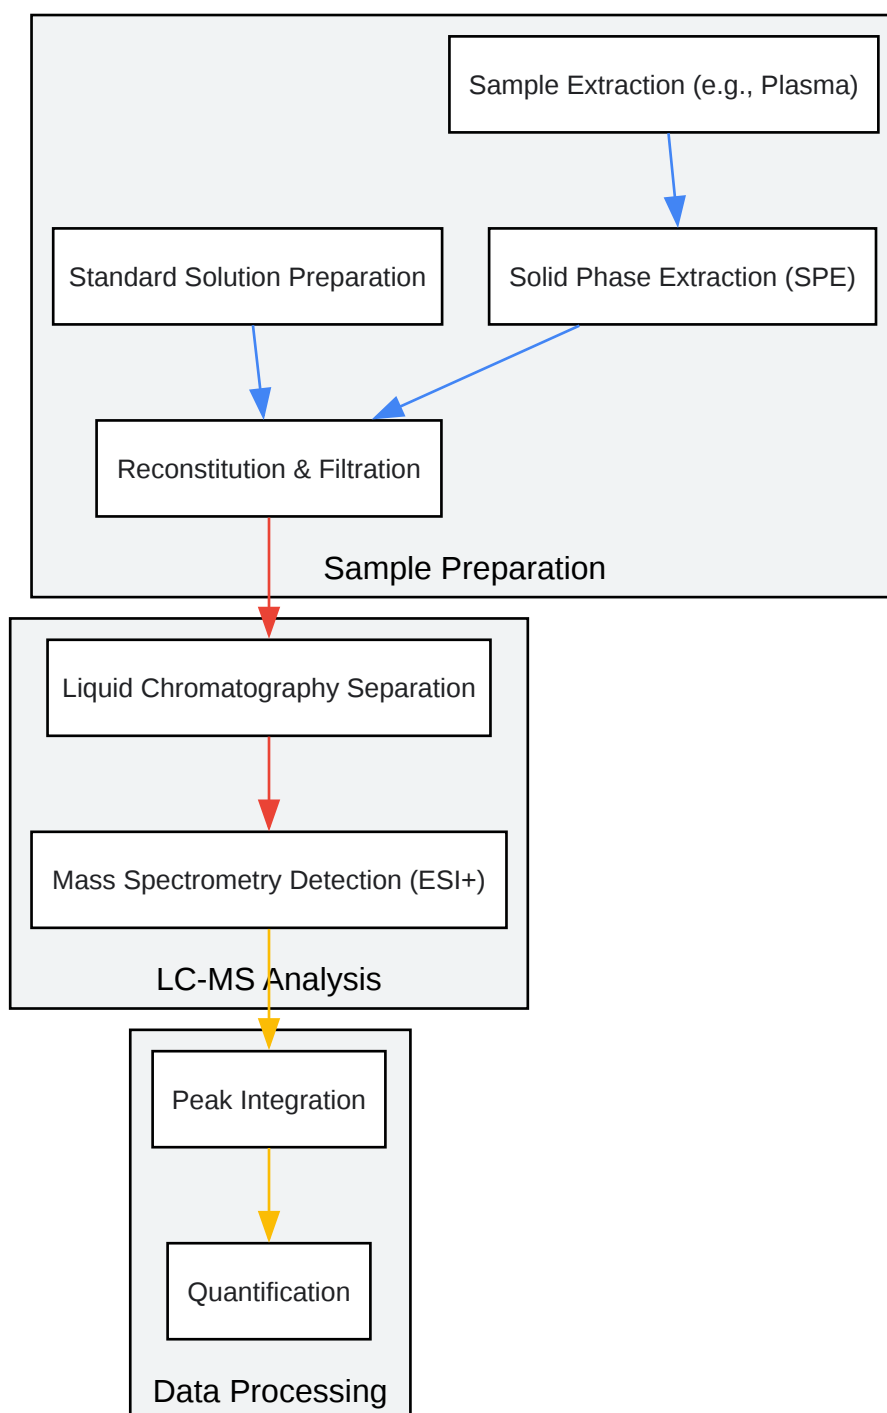 Sample Extraction (e.g., Plasma)
Standard Solution Preparation
Solid Phase Extraction (SPE)
Reconstitution & Filtration
Sample Preparation
Liquid Chromatography Separation
Mass Spectrometry Detection (ESI+)
LC-MS Analysis
Peak Integration
Quantification
Data Processing